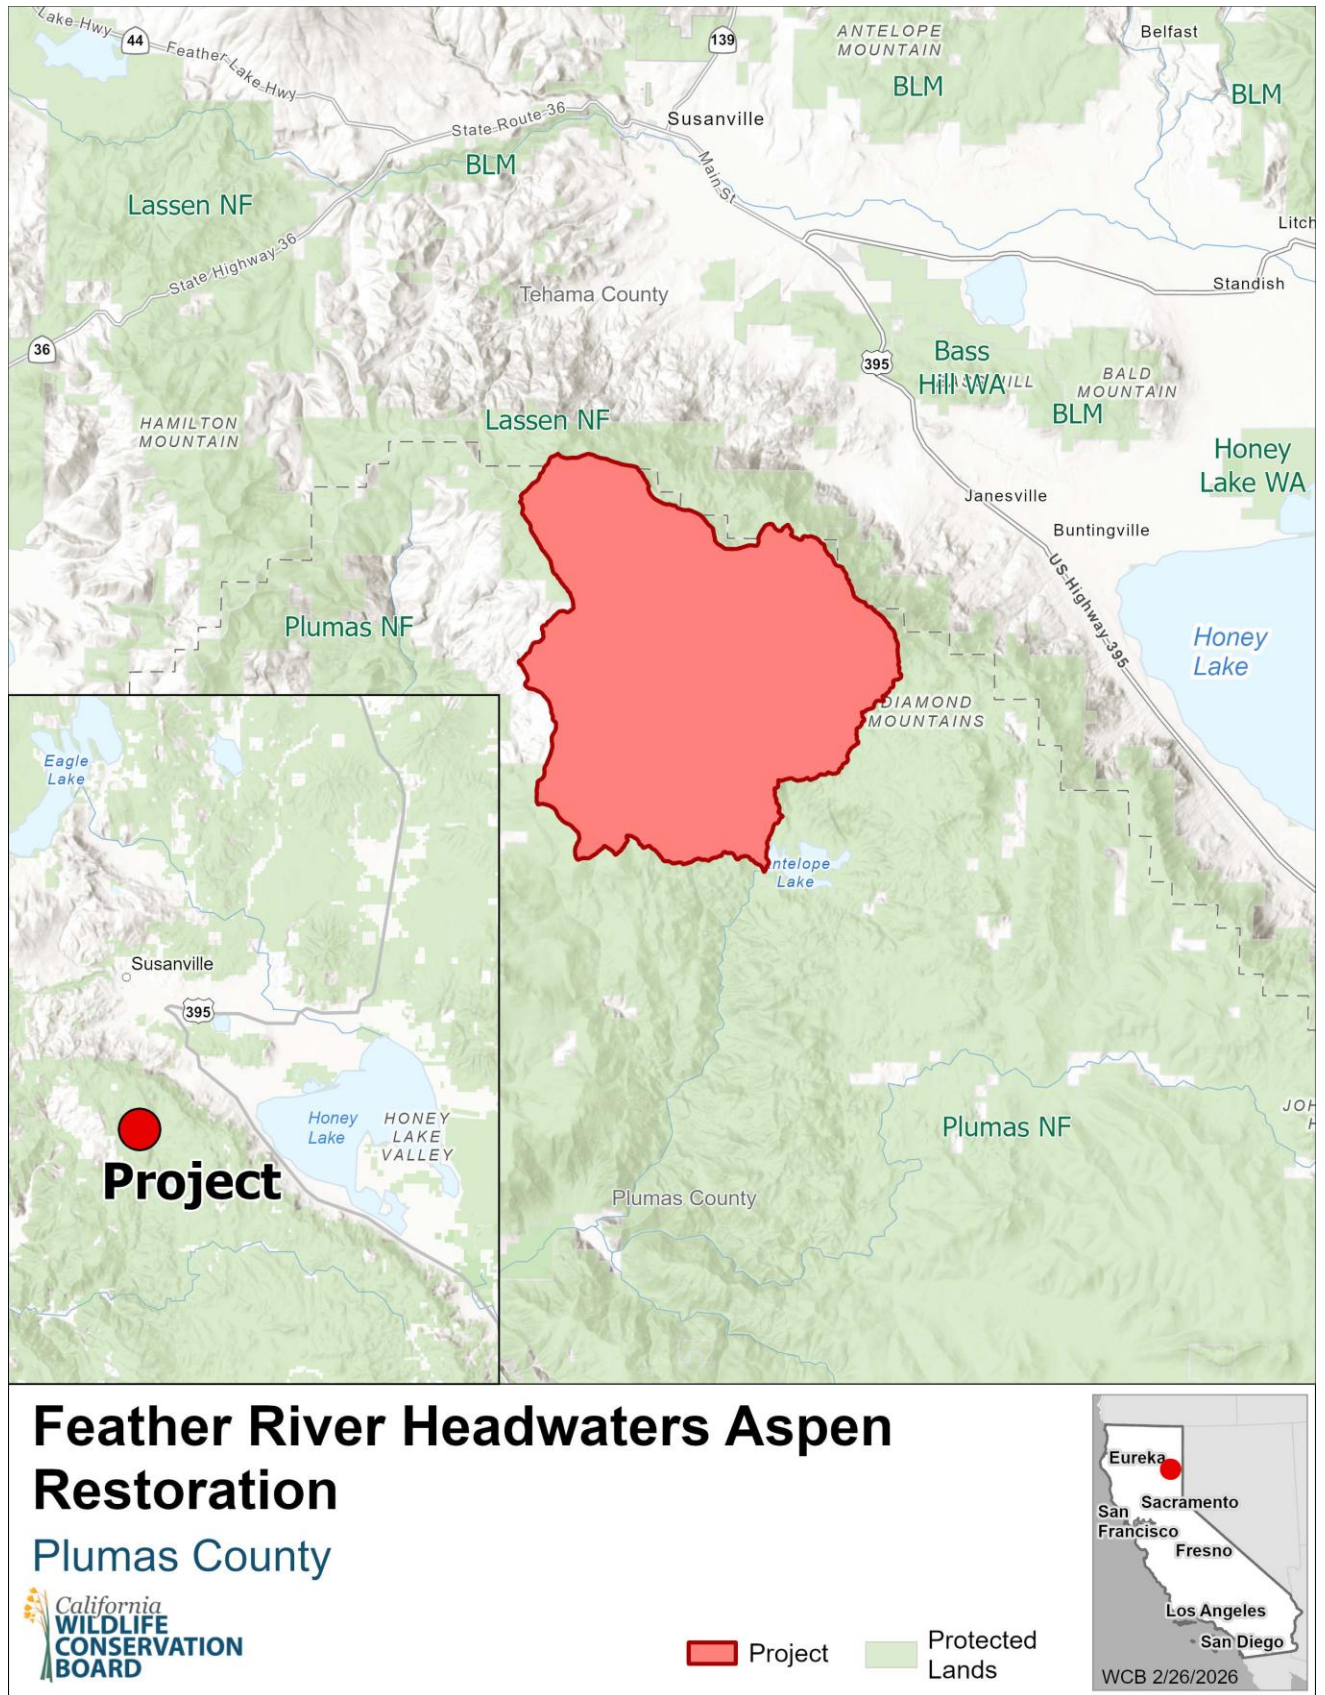 Lake Hwy
44
Feather Lake Hwy
139
ANTELOPE
MOUNTAIN
Belfast
BLM
BLM
State Route 36
Susanville
BLM
Main St
Lassen NF
Litch
State Highway 36
Standish
Tehama County
36
395
Bass
Hill WA
BALD
MOUNTAIN
BLM
Lassen NF
HAMILTON
MOUNTAIN
Honey
Lake WA
Janesville
Buntingville
US Highway 395
Plumas NF
Honey
Lake
DIAMOND
MOUNTAINS
ntelope
Lake
Plumas NF
JOH
H
Plumas County
Eagle
Lake
Susanville
395
Honey
Lake
HONEY
LAKE
VALLEY
Project
Feather River Headwaters Aspen
Restoration
Plumas County
California
WILDLIFE
CONSERVATION
BOARD
Project
Protected
Lands
Eureka
Sacramento
San
Francisco
Fresno
Los Angeles
San Diego
WCB 2/26/2026